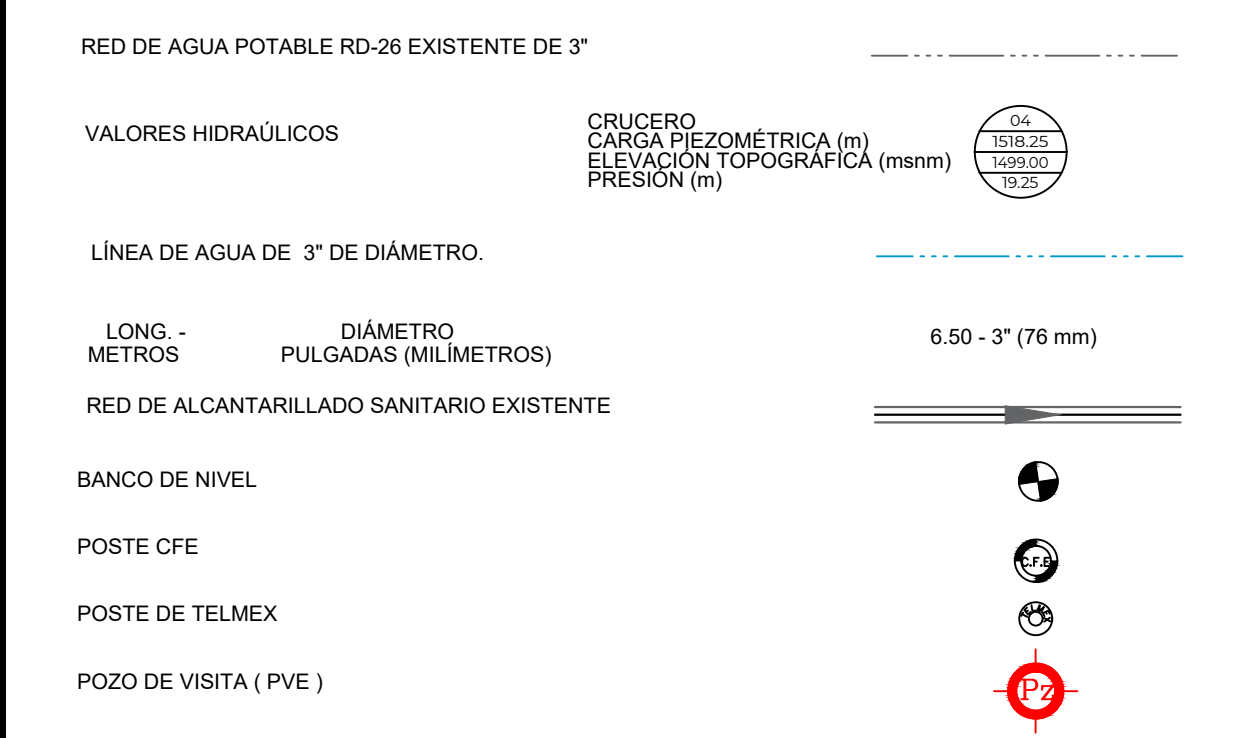 RED DE AGUA POTABLE RD-26 EXISTENTE DE 3"
VALORES HIDRAÚLICOS
CRUCERO
CARGA PIEZOMÉTRICA (m)
ELEVACIÓN TOPOGRÁFICA (msnm)
PRESIÓN (m)
04
1518.25
1499.00
19.25
LÍNEA DE AGUA DE 3" DE DIÁMETRO.
LONG. - DIÁMETRO
METROS PULGADAS (MILÍMETROS)
6.50 - 3" (76 mm)
RED DE ALCANTARILLADO SANITARIO EXISTENTE
BANCO DE NIVEL
POSTE CFE
C.F.E
POSTE DE TELMEX
TELMEX
POZO DE VISITA ( PVE )
Pz